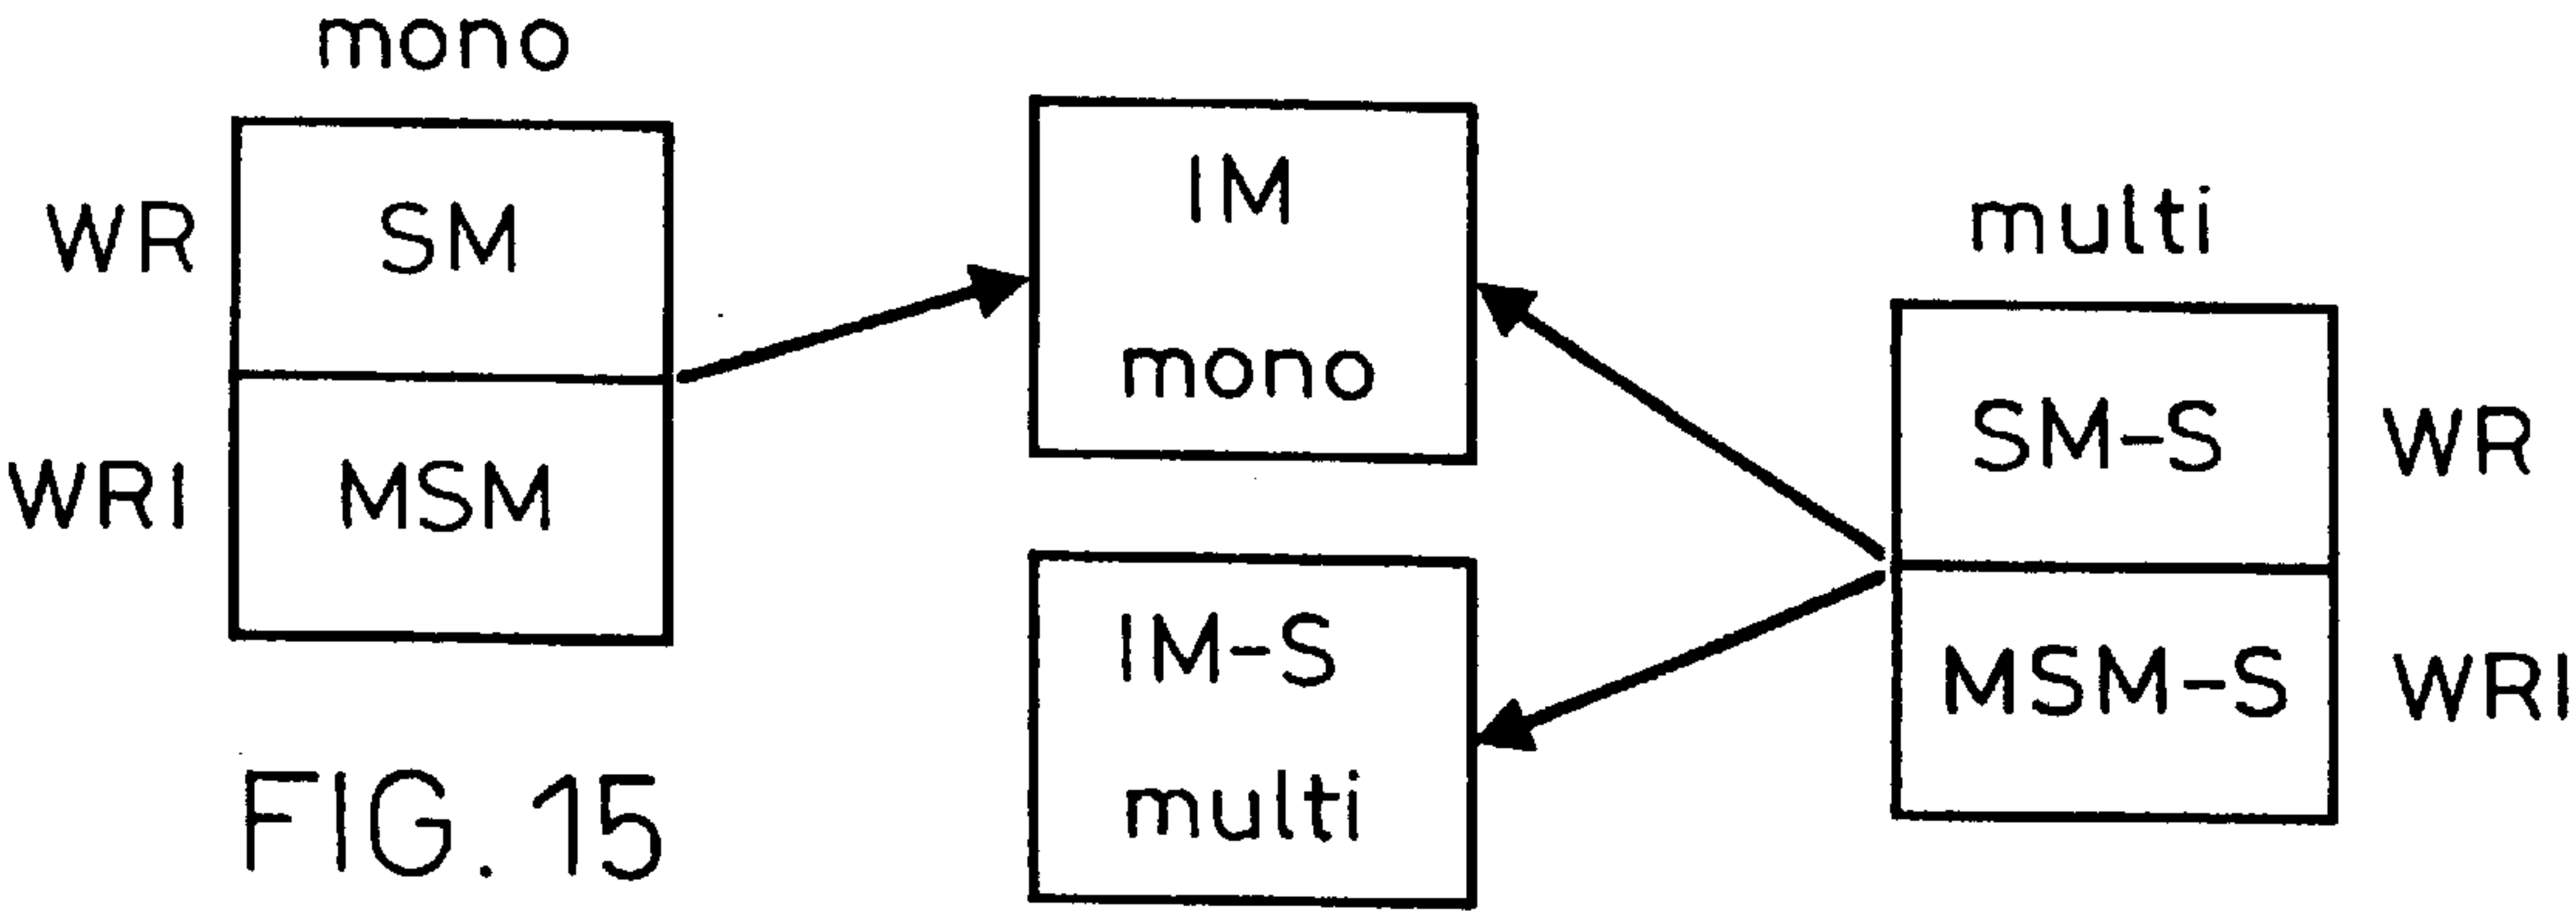 mono
WR SM
WRI MSM
IM
mono
IM-S
multi
multi
SM-S WR
MSM-S WRI
FIG. 15